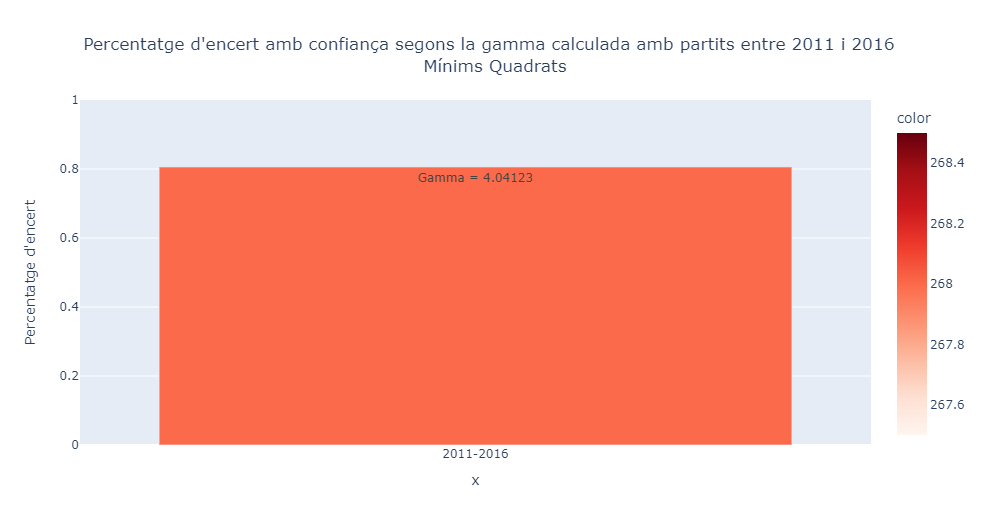 Percentatge d'encert amb confiança segons la gamma calculada amb partits entre 2011 i 2016
Mínims Quadrats
Percentatge d'encert
1
0.8
0.6
0.4
0.2
0
Gamma = 4.04123
2011-2016
x
color
268.4
268.2
268
267.8
267.6